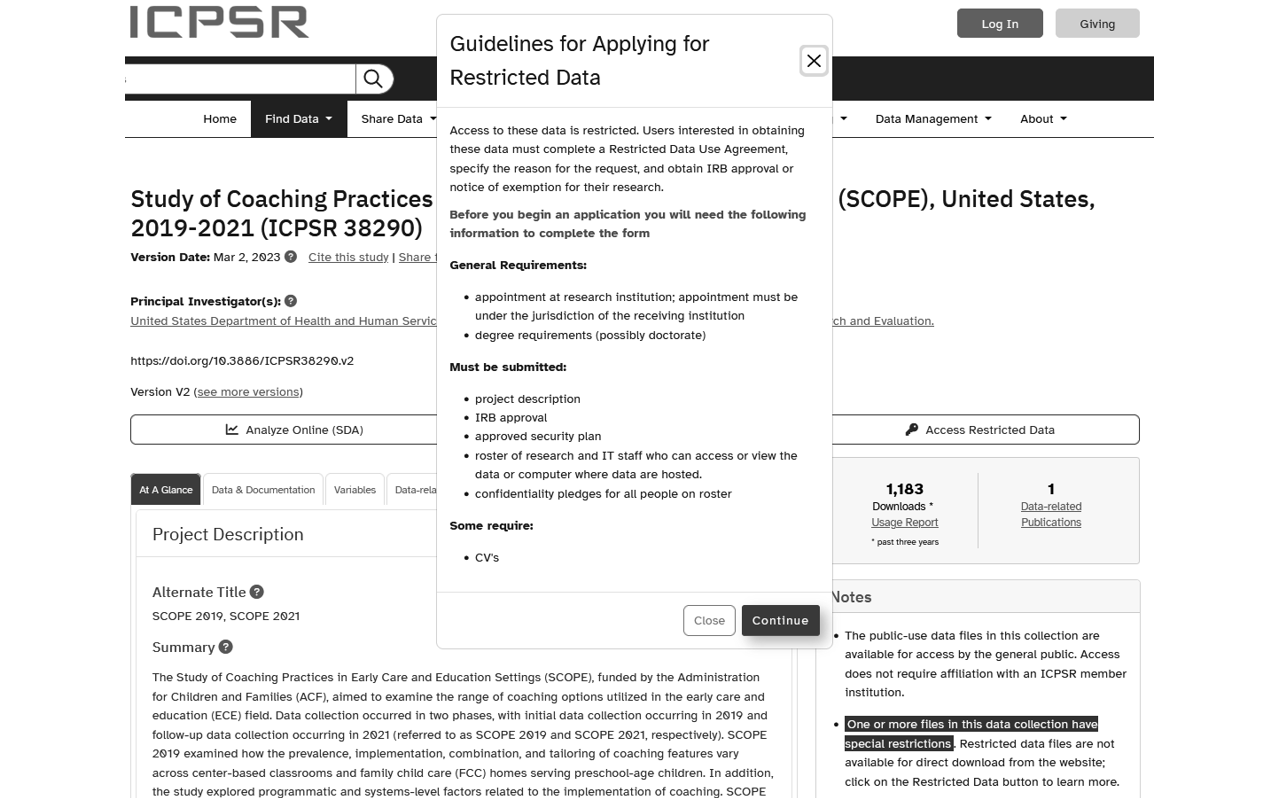 ICPSR
Log In
Giving
Home
Find Data
Share Data
Data Management
About
Guidelines for Applying for
Restricted Data
Access to these data is restricted. Users interested in obtaining
these data must complete a Restricted Data Use Agreement,
specify the reason for the request, and obtain IRB approval or
notice of exemption for their research.
Before you begin an application you will need the following
information to complete the form
General Requirements:
• appointment at research institution; appointment must be
under the jurisdiction of the receiving institution
• degree requirements (possibly doctorate)
Must be submitted:
• project description
• IRB approval
• approved security plan
• roster of research and IT staff who can access or view the
data or computer where data are hosted.
• confidentiality pledges for all people on roster
Some require:
• CV's
Close
Continue
Study of Coaching Practices (SCOPE), United States,
2019-2021 (ICPSR 38290)
Version Date: Mar 2, 2023 Cite this study | Share
Principal Investigator(s):
United States Department of Health and Human and Evaluation.
https://doi.org/10.3886/ICPSR38290.v2
Version V2 (see more versions)
Analyze Online (SDA)
Access Restricted Data
At A Glance
Data & Documentation
Variables
1,183
Downloads *
Usage Report
* past three years
1
Data-related
Publications
Project Description
Alternate Title
SCOPE 2019, SCOPE 2021
Summary
The Study of Coaching Practices in Early Care and Education Settings (SCOPE), funded by the Administration
for Children and Families (ACF), aimed to examine the range of coaching options utilized in the early care and
education (ECE) field. Data collection occurred in two phases, with initial data collection occurring in 2019 and
follow-up data collection occurring in 2021 (referred to as SCOPE 2019 and SCOPE 2021, respectively). SCOPE
2019 examined how the prevalence, implementation, combination, and tailoring of coaching features vary
across center-based classrooms and family child care (FCC) homes serving preschool-age children. In addition,
the study explored programmatic and systems-level factors related to the implementation of coaching. SCOPE
Notes
• The public-use data files in this collection are
available for access by the general public. Access
does not require affiliation with an ICPSR member
institution.
• One or more files in this data collection have
special restrictions. Restricted data files are not
available for direct download from the website;
click on the Restricted Data button to learn more.